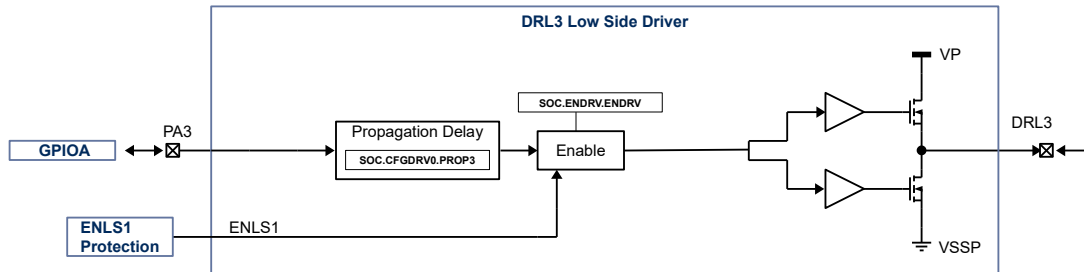 DRL3 Low Side Driver
VP
SOC.ENDRV.ENDRV
PA3
Propagation Delay
DRL3
GPIOA
SOC.CFGDRV0.PROP3
Enable
ENLS1
Protection
ENLS1
VSSP